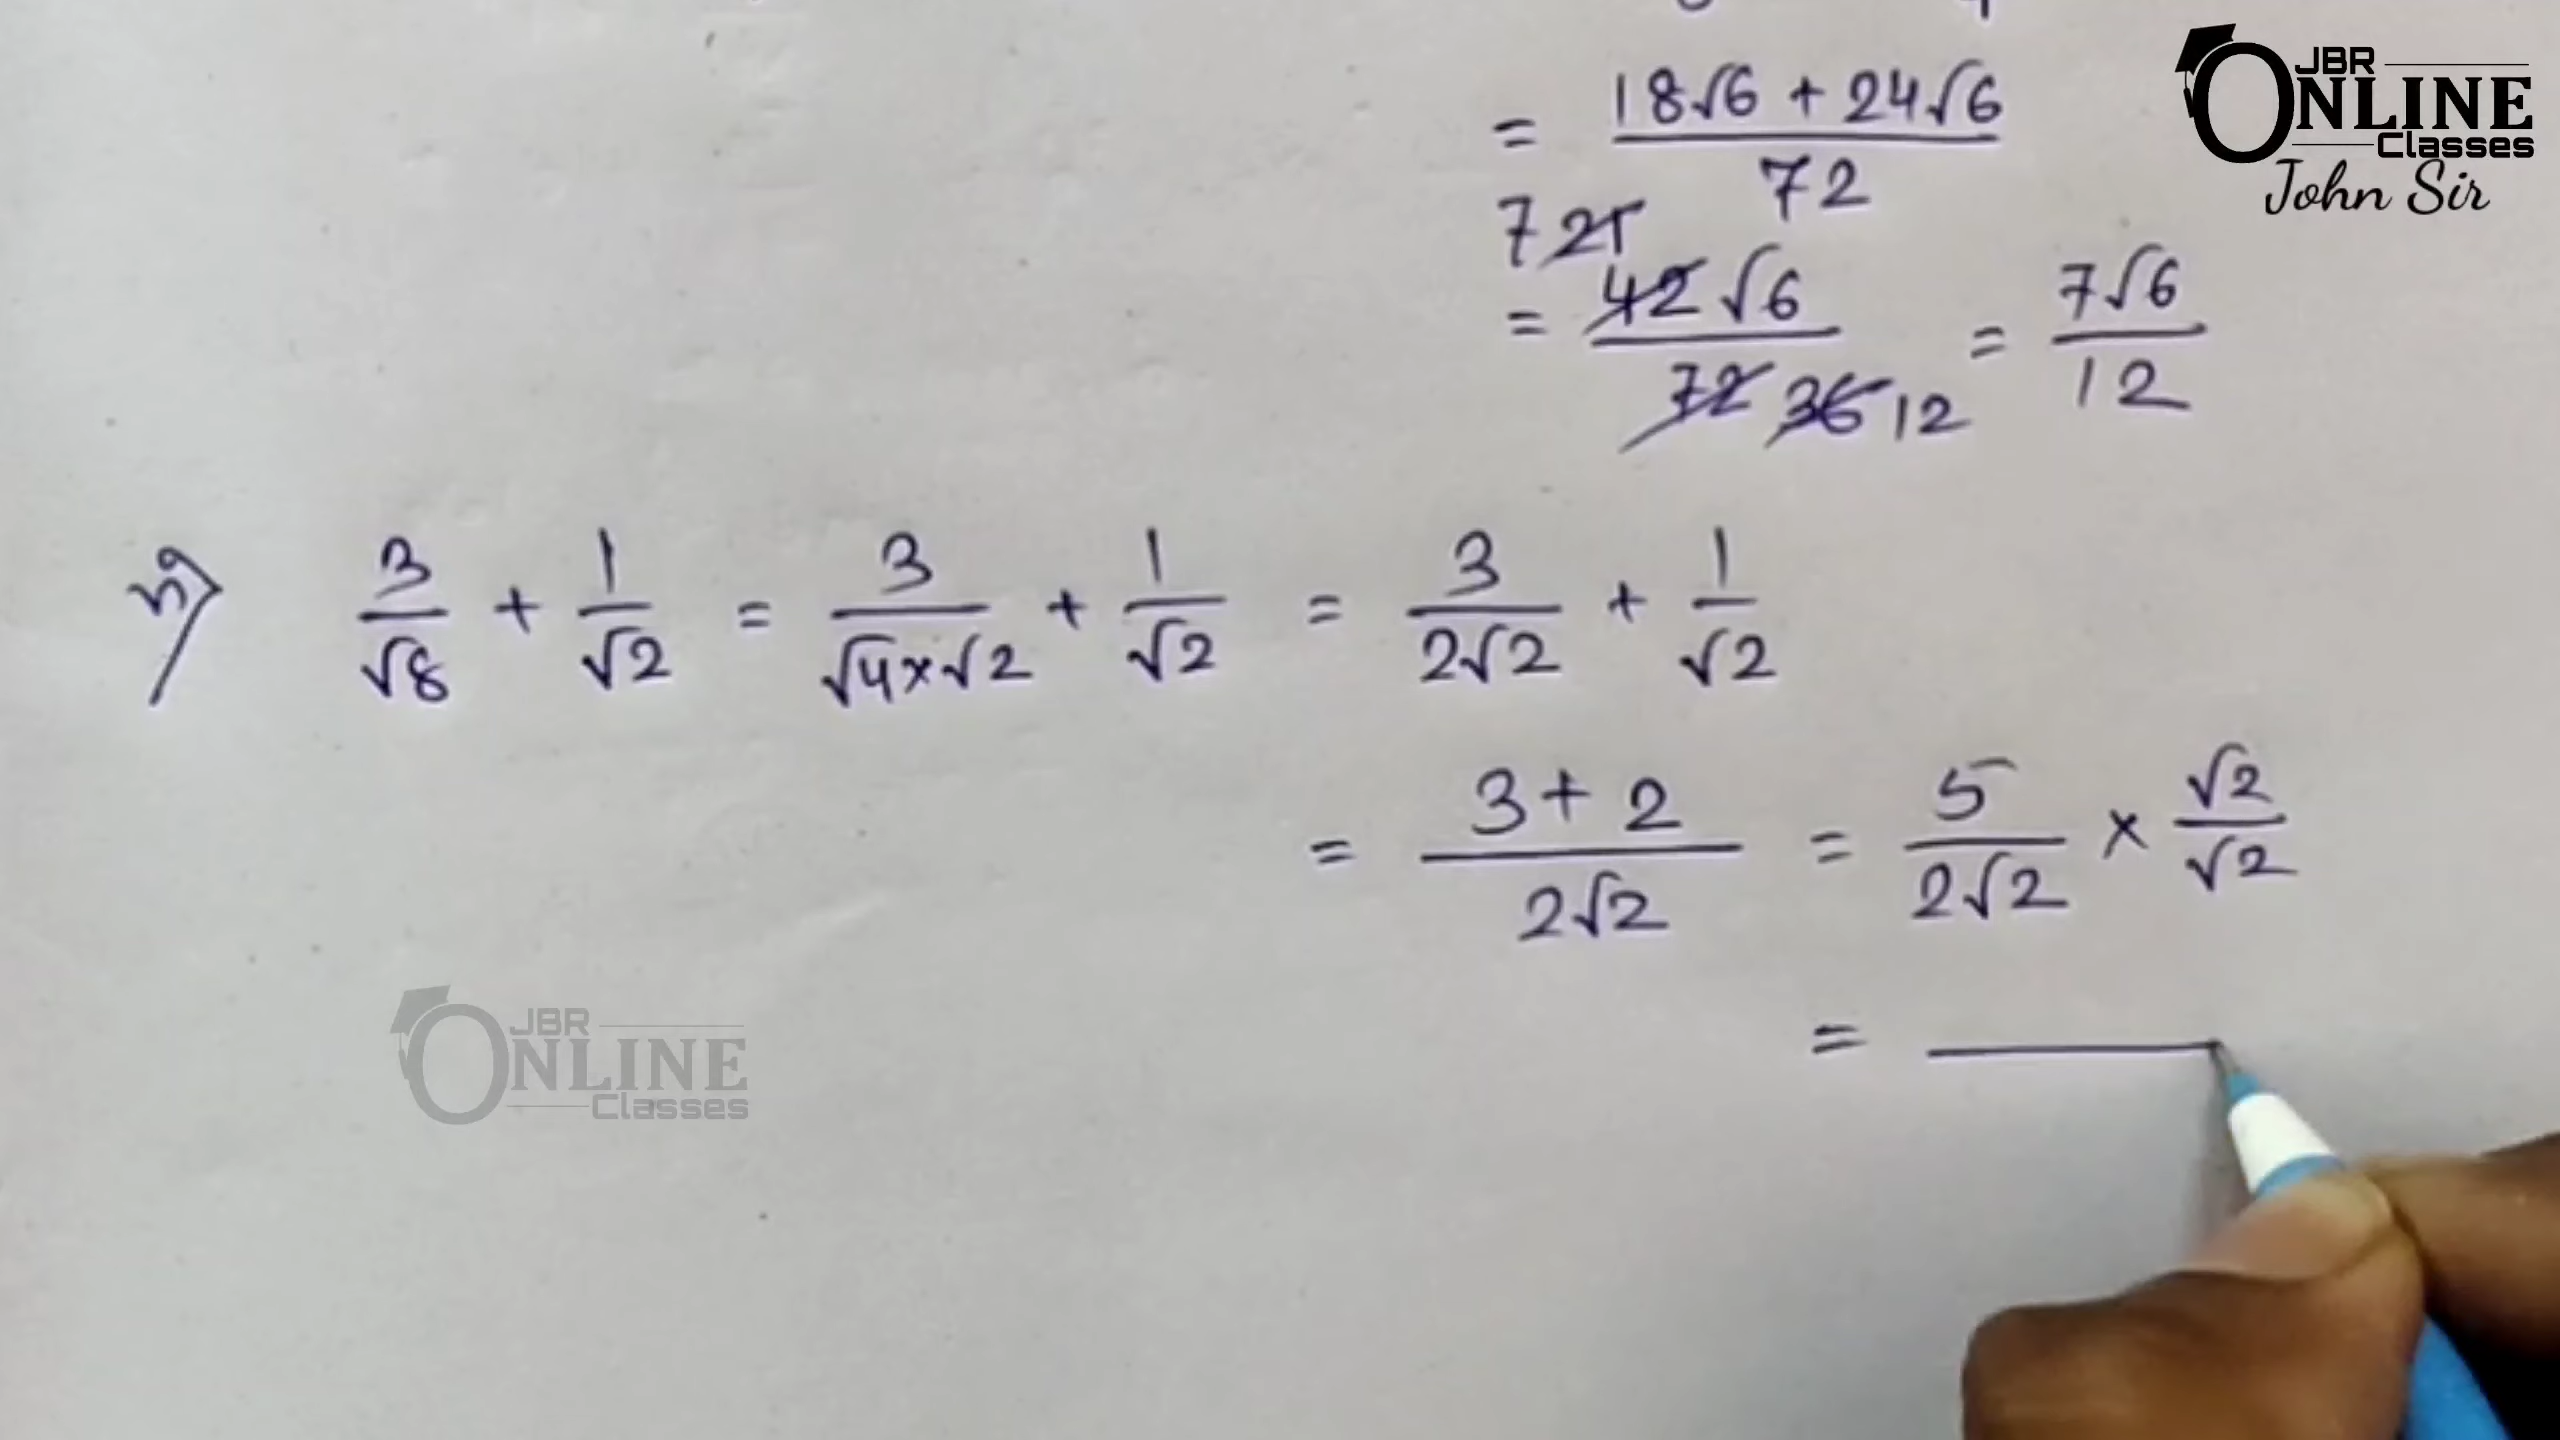 JBR
ONLINE
Classes
John Sir
= 18√6 + 24√6 / 72
7 21
= 42 √6 / 72 36 12 = 7√6 / 12
3/√8 + 1/√2 = 3/√4×√2 + 1/√2 = 3/2√2 + 1/√2
= 3+2 / 2√2 = 5/2√2 × √2/√2
=
JBR
ONLINE
Classes